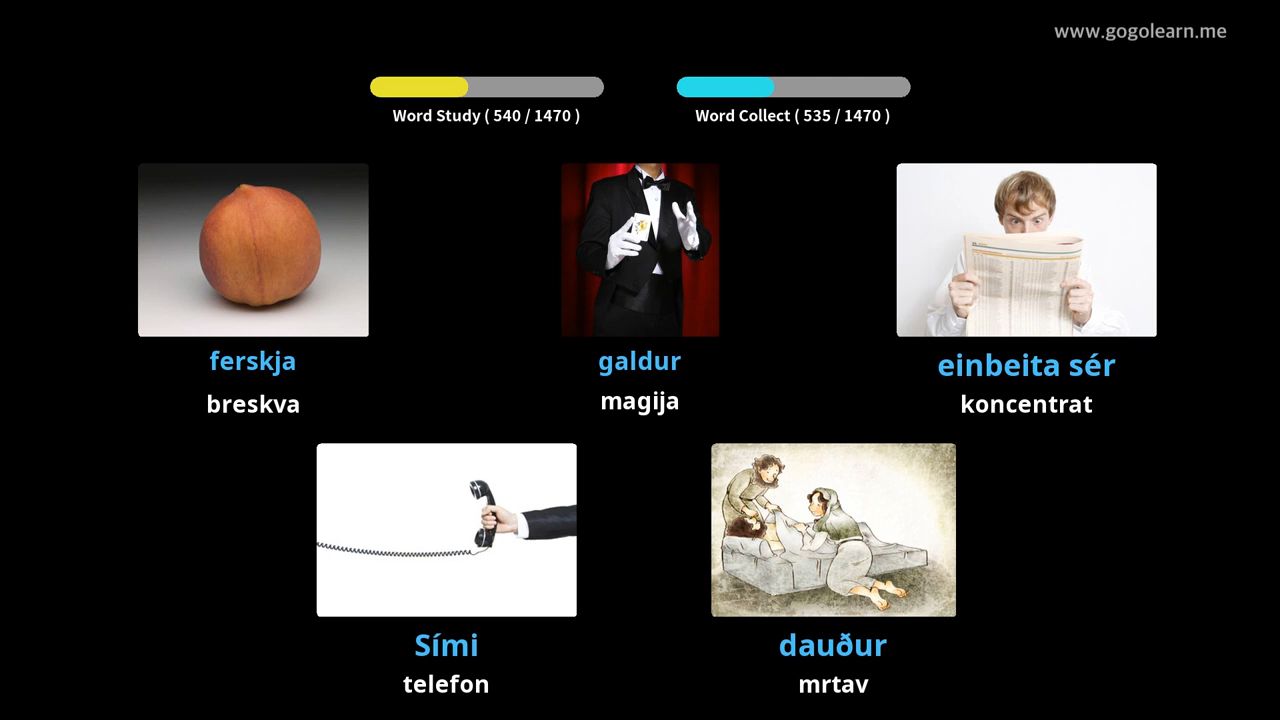 www.gogolearn.me
Word Study ( 540 / 1470 )
Word Collect ( 535 / 1470 )
ferskja
breskva
galdur
magija
einbeita sér
koncentrat
Sími
telefon
dauður
mrtav